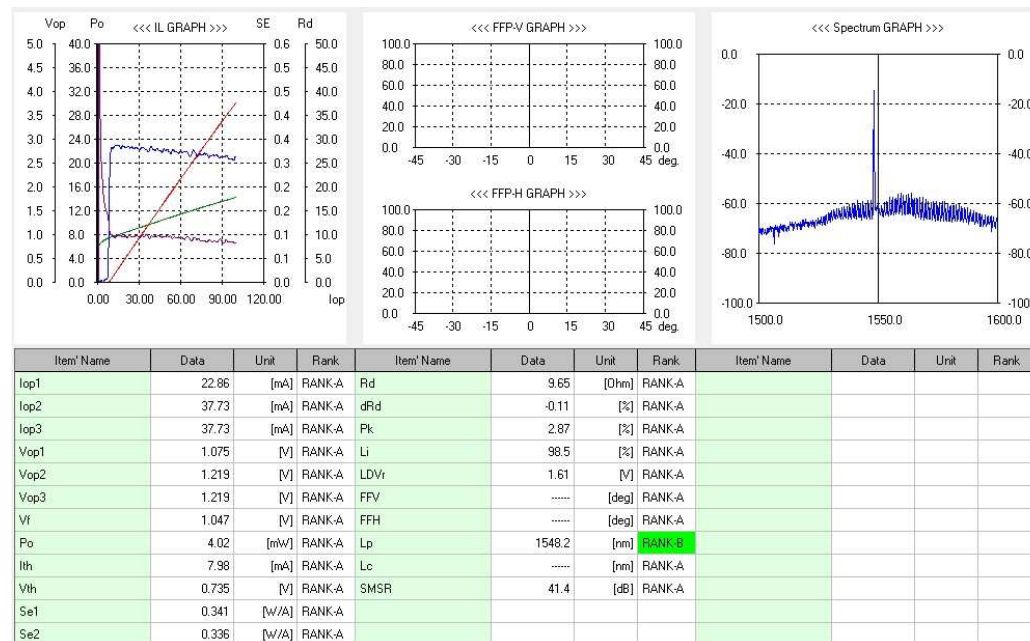 Vop Po <<< IL GRAPH >>> SE Rd
5.0 40.0 0.6 50.0
4.5 36.0 0.5 45.0
4.0 32.0 0.5 40.0
3.5 28.0 0.4 35.0
3.0 24.0 0.4 30.0
2.5 20.0 0.3 25.0
2.0 16.0 0.2 20.0
1.5 12.0 0.2 15.0
1.0 8.0 0.1 10.0
0.5 4.0 0.1 5.0
0.0 0.0 0.0 0.0
0.00 30.00 60.00 90.00 120.00 Iop
<<< FFP-V GRAPH >>>
100.0 100.0
80.0 80.0
60.0 60.0
40.0 40.0
20.0 20.0
0.0 0.0
-45 -30 -15 0 15 30 45 deg.
<<< FFP-H GRAPH >>>
100.0 100.0
80.0 80.0
60.0 60.0
40.0 40.0
20.0 20.0
0.0 0.0
-45 -30 -15 0 15 30 45 deg.
<<< Spectrum GRAPH >>>
0.0 0.0
-20.0 -20.0
-40.0 -40.0
-60.0 -60.0
-80.0 -80.0
-100.0 -100.0
1500.0 1550.0 1600.0
Item' Name Data Unit Rank Item' Name Data Unit Rank Item' Name Data Unit Rank
Iop1 22.86 [mA] RANK-A Rd 9.65 [Ohm] RANK-A
Iop2 37.73 [mA] RANK-A dRd -0.11 [%] RANK-A
Iop3 37.73 [mA] RANK-A Pk 2.87 [%] RANK-A
Vop1 1.075 [V] RANK-A Li 98.5 [%] RANK-A
Vop2 1.219 [V] RANK-A LDVr 1.61 [V] RANK-A
Vop3 1.219 [V] RANK-A FFV ------ [deg] RANK-A
Vf 1.047 [V] RANK-A FFH ------ [deg] RANK-A
Po 4.02 [mW] RANK-A Lp 1548.2 [nm] RANK-B
Ith 7.98 [mA] RANK-A Lc ------ [nm] RANK-A
Vth 0.735 [V] RANK-A SMSR 41.4 [dB] RANK-A
Se1 0.341 [W/A] RANK-A
Se2 0.336 [W/A] RANK-A